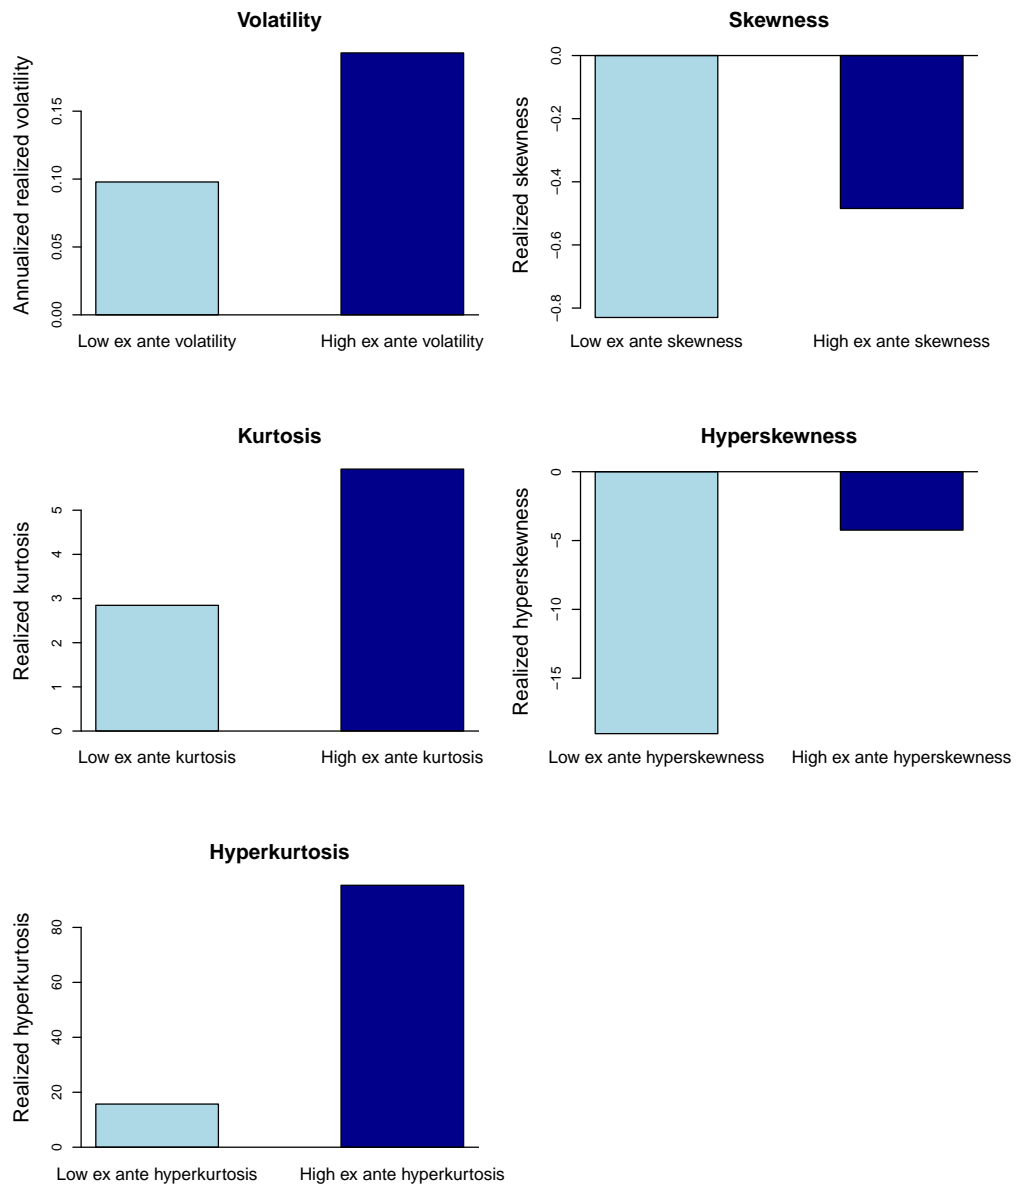 Volatility
Annualized realized volatility
0.15
0.10
0.05
0.00
Low ex ante volatility
High ex ante volatility
Skewness
Realized skewness
0.0
−0.2
−0.4
−0.6
−0.8
Low ex ante skewness
High ex ante skewness
Kurtosis
Realized kurtosis
5
4
3
2
1
0
Low ex ante kurtosis
High ex ante kurtosis
Hyperskewness
Realized hyperskewness
0
−5
−10
−15
Low ex ante hyperskewness
High ex ante hyperskewness
Hyperkurtosis
Realized hyperkurtosis
80
60
40
20
0
Low ex ante hyperkurtosis
High ex ante hyperkurtosis